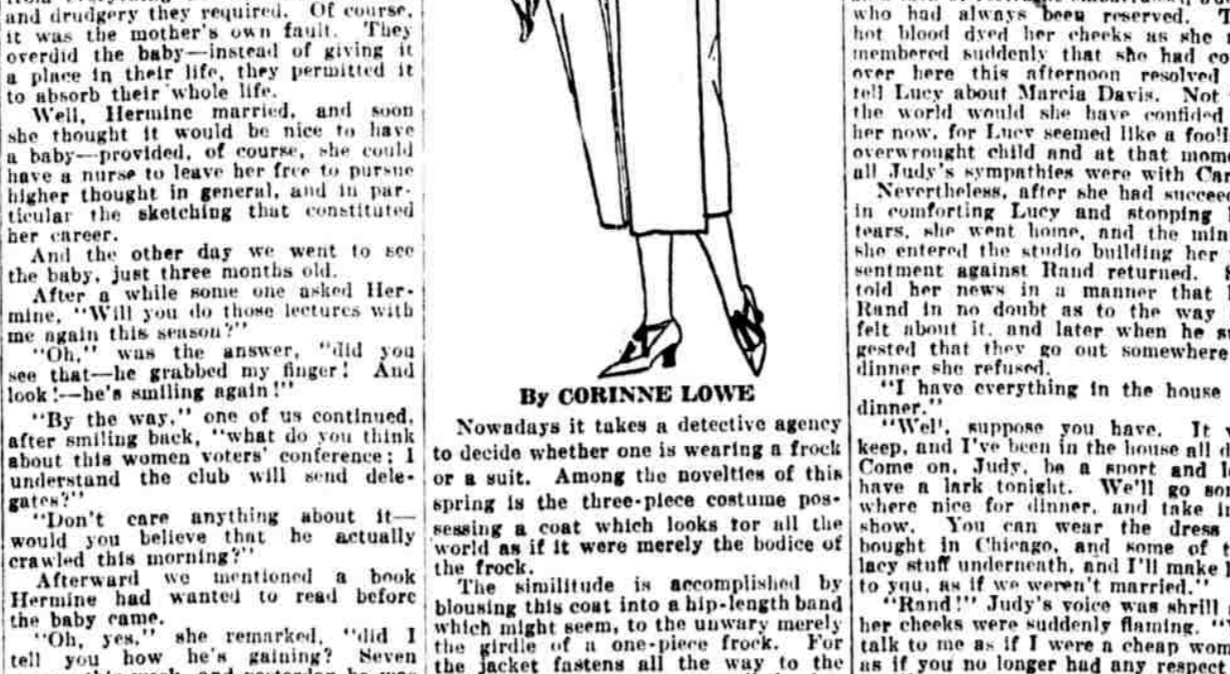 and drudgery they required. Of course,
it was the mother's own fault. They
overdid the baby—instead of giving it
a place in their life, they permitted it
to absorb their whole life.
Well, Hermine married, and soon
she thought it would be nice to have
a baby—provided, of course, she could
have a nurse to leave her free to pursue
higher thought in general, and in par-
ticular the sketching that constituted
her career.
And the other day we went to see
the baby, just three months old.
After a while some one asked Her-
mine, "Will you do those lectures with
me again this season?"
"Oh," was the answer, "did you
see that—he grabbed my finger! And
look!—he's smiling again!"
"By the way," one of us continued,
after smiling back, "what do you think
about this women voters' conference; I
understand the club will send dele-
gates?"
"Don't care anything about it—
would you believe that he actually
crawled this morning?"
Afterward we mentioned a book
Hermine had wanted to read before
the baby came.
"Oh, yes," she remarked, "did I
tell you how he's gaining? Seven
By CORINNE LOWE
Nowadays it takes a detective agency
to decide whether one is wearing a frock
or a suit. Among the novelties of this
spring is the three-piece costume pos-
sessing a coat which looks for all the
world as if it were merely the bodice of
the frock.
The similitude is accomplished by
blousing this coat into a hip-length band
which might seem, to the unwary merely
the girdle of a one-piece frock. For
the jacket fastens all the way to the
who had always been reserved.
hot blood dyed her cheeks as she
membered suddenly that she had co
over here this afternoon resolved
tell Lucy about Marcia Davis. Not
the world would she have confided
her now, for Lucy seemed like a fooli
overwrought child and at that mome
all Judy's sympathies were with Car
Nevertheless, after she had succeed
in comforting Lucy and stopping
tears, she went home, and the min
she entered the studio building her
sentment against Rand returned.
told her news in a manner that
Rand in no doubt as to the way
felt about it, and later when he su
gested that they go out somewhere
dinner she refused.
"I have everything in the house
dinner."
"Wel', suppose you have. It
keep, and I've been in the house all d
Come on, Judy, be a sport and
have a lark tonight. We'll go som
where nice for dinner, and take in
show. You can wear the dress
bought in Chicago, and some of
lacy stuff underneath, and I'll make
to you, as if we weren't married."
"Rand!" Judy's voice was shrill
her cheeks were suddenly flaming.
talk to me as if I were a cheap wom
as if you no longer had any respect